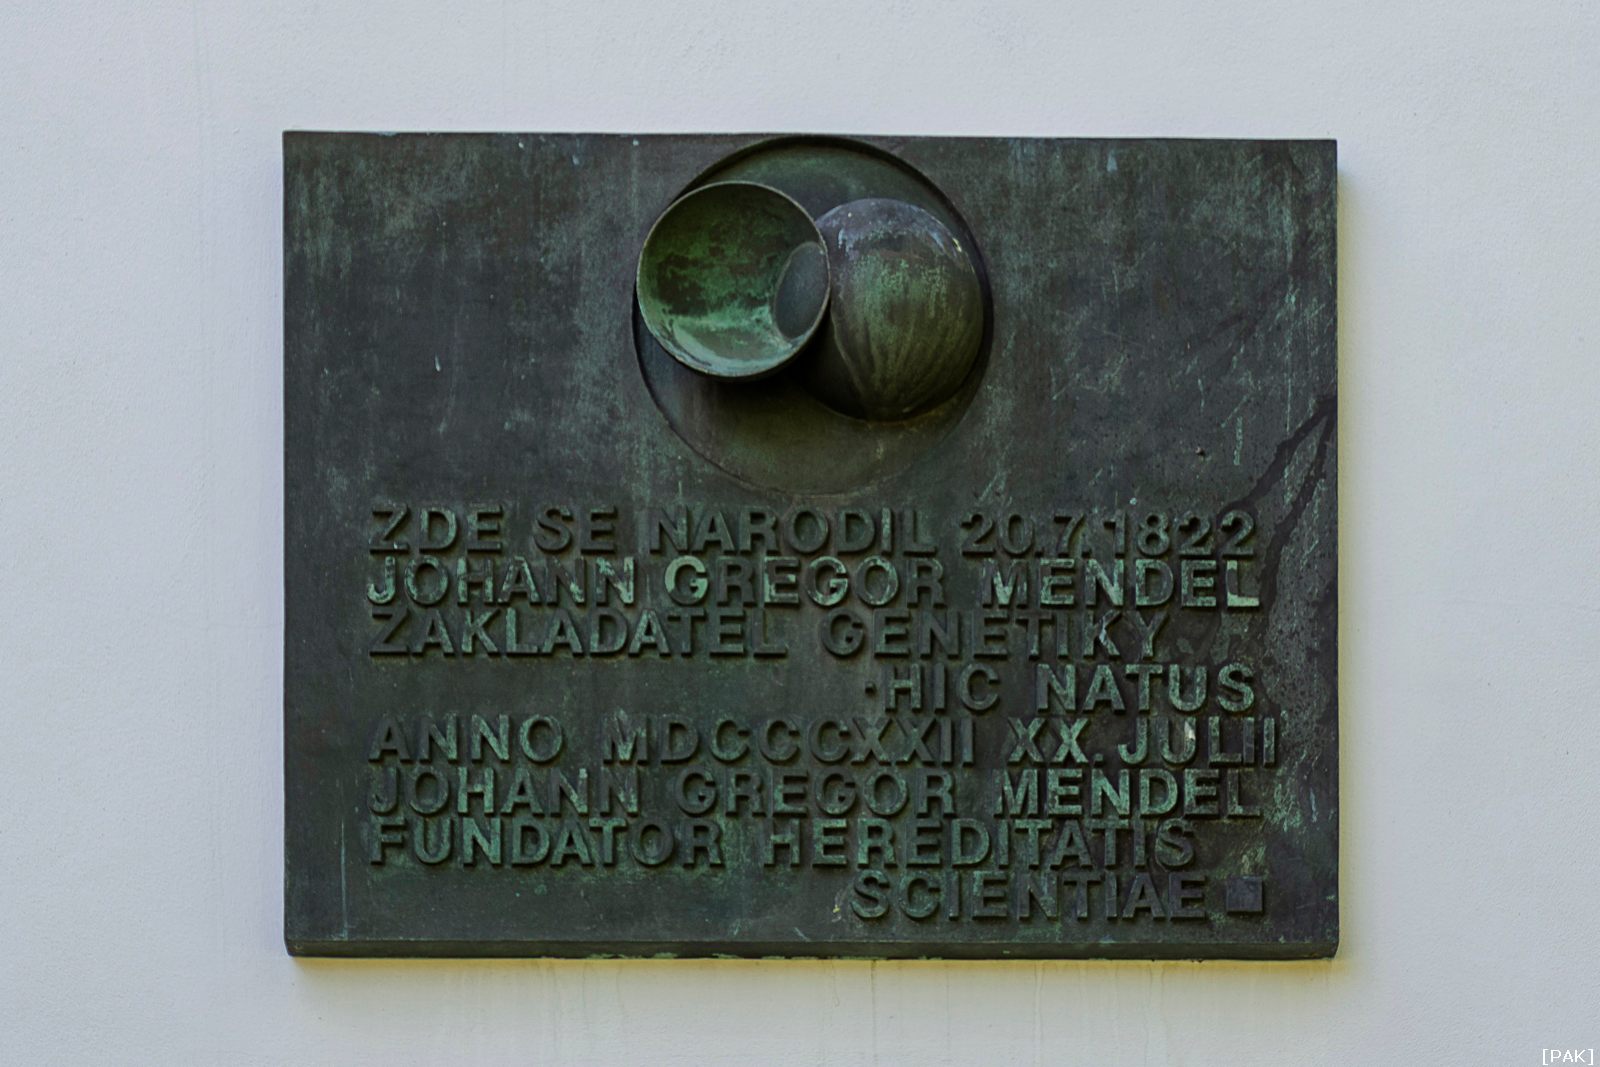 ZDE SE NARODIL 20.7.1822
JOHANN GREGOR MENDEL
ZAKLADATEL GENETIKY
·HIC NATUS
ANNO MDCCCXXII XX. JULII
JOHANN GREGOR MENDEL
FUNDATOR HEREDITATIS
SCIENTIAE
[PAK]